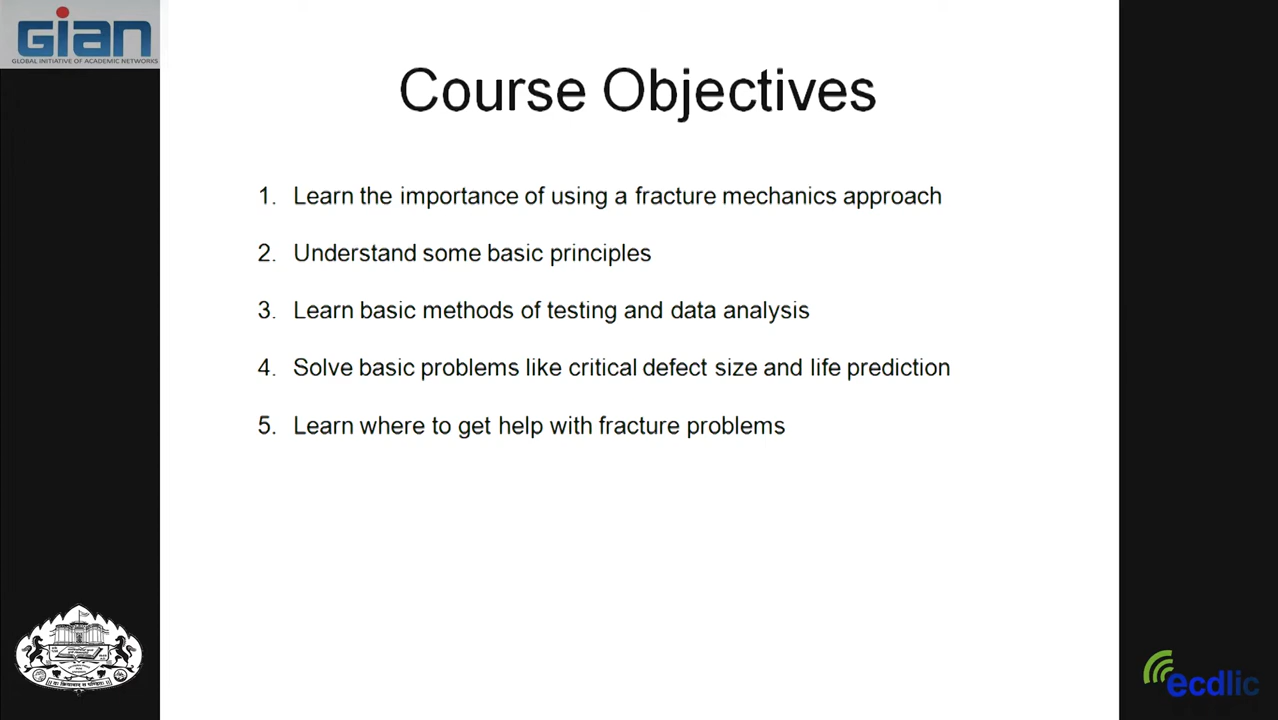 GIAN
GLOBAL INITIATIVE OF ACADEMIC NETWORKS
Course Objectives
1. Learn the importance of using a fracture mechanics approach
2. Understand some basic principles
3. Learn basic methods of testing and data analysis
4. Solve basic problems like critical defect size and life prediction
5. Learn where to get help with fracture problems
ecdlic